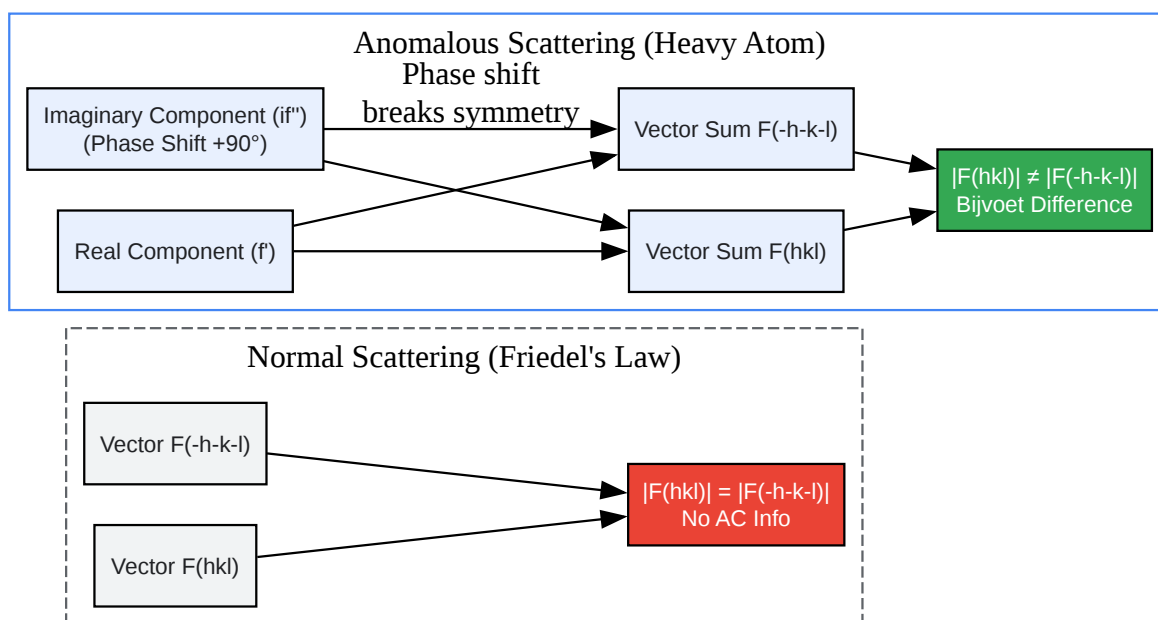 Anomalous Scattering (Heavy Atom)
Phase shift
breaks symmetry
Imaginary Component (if'')
(Phase Shift +90°)
Vector Sum F(-h-k-l)
|F(hkl)| ≠ |F(-h-k-l)|
Bijvoet Difference
Real Component (f')
Vector Sum F(hkl)
Normal Scattering (Friedel's Law)
Vector F(-h-k-l)
|F(hkl)| = |F(-h-k-l)|
No AC Info
Vector F(hkl)